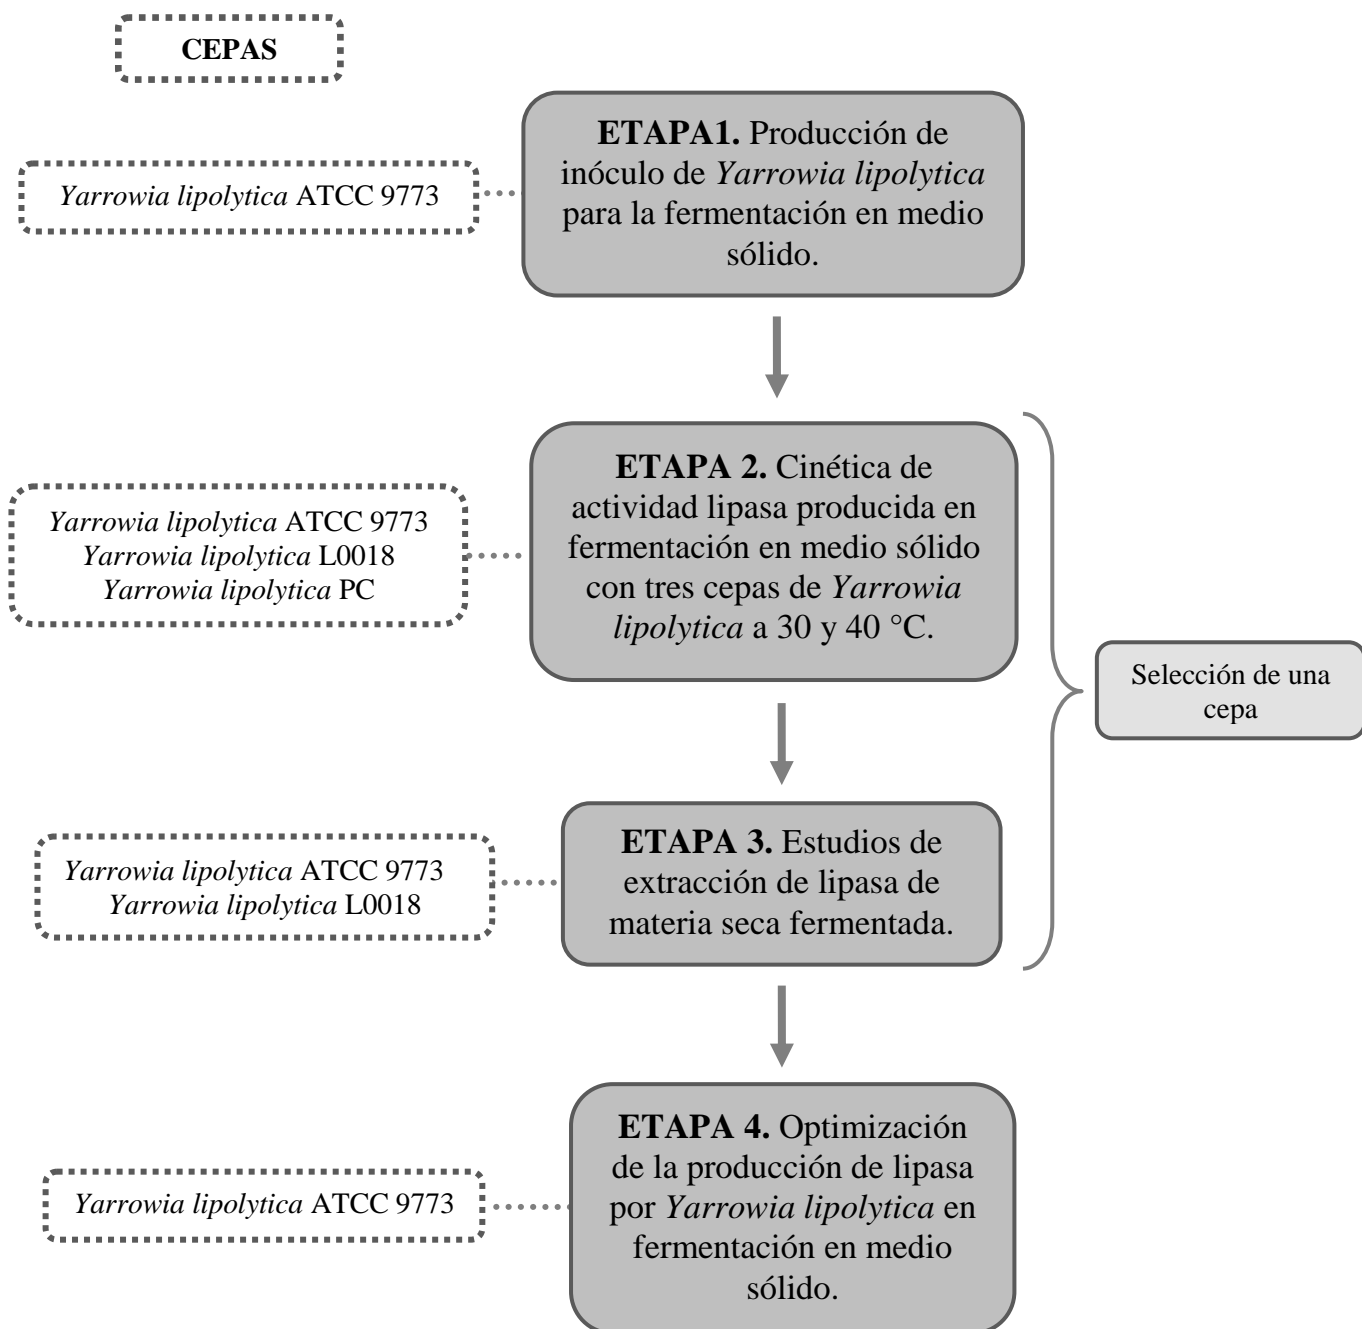 CEPAS
ETAPA1. Producción de
inóculo de Yarrowia lipolytica
para la fermentación en medio
sólido.
Yarrowia lipolytica ATCC 9773
ETAPA 2. Cinética de
actividad lipasa producida en
fermentación en medio sólido
con tres cepas de Yarrowia
lipolytica a 30 y 40 °C.
Yarrowia lipolytica ATCC 9773
Yarrowia lipolytica L0018
Yarrowia lipolytica PC
Selección de una
cepa
ETAPA 3. Estudios de
extracción de lipasa de
materia seca fermentada.
Yarrowia lipolytica ATCC 9773
Yarrowia lipolytica L0018
ETAPA 4. Optimización
de la producción de lipasa
por Yarrowia lipolytica en
fermentación en medio
sólido.
Yarrowia lipolytica ATCC 9773